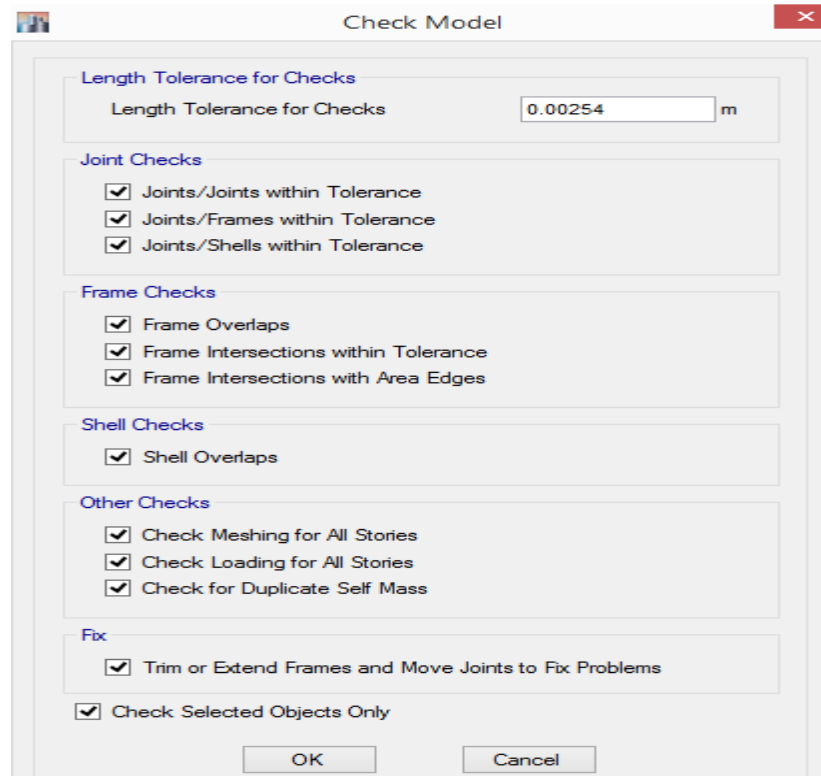 Check Model
Length Tolerance for Checks
Length Tolerance for Checks 0.00254 m
Joint Checks
Joints/Joints within Tolerance
Joints/Frames within Tolerance
Joints/Shells within Tolerance
Frame Checks
Frame Overlaps
Frame Intersections within Tolerance
Frame Intersections with Area Edges
Shell Checks
Shell Overlaps
Other Checks
Check Meshing for All Stories
Check Loading for All Stories
Check for Duplicate Self Mass
Fix
Trim or Extend Frames and Move Joints to Fix Problems
Check Selected Objects Only
OK Cancel